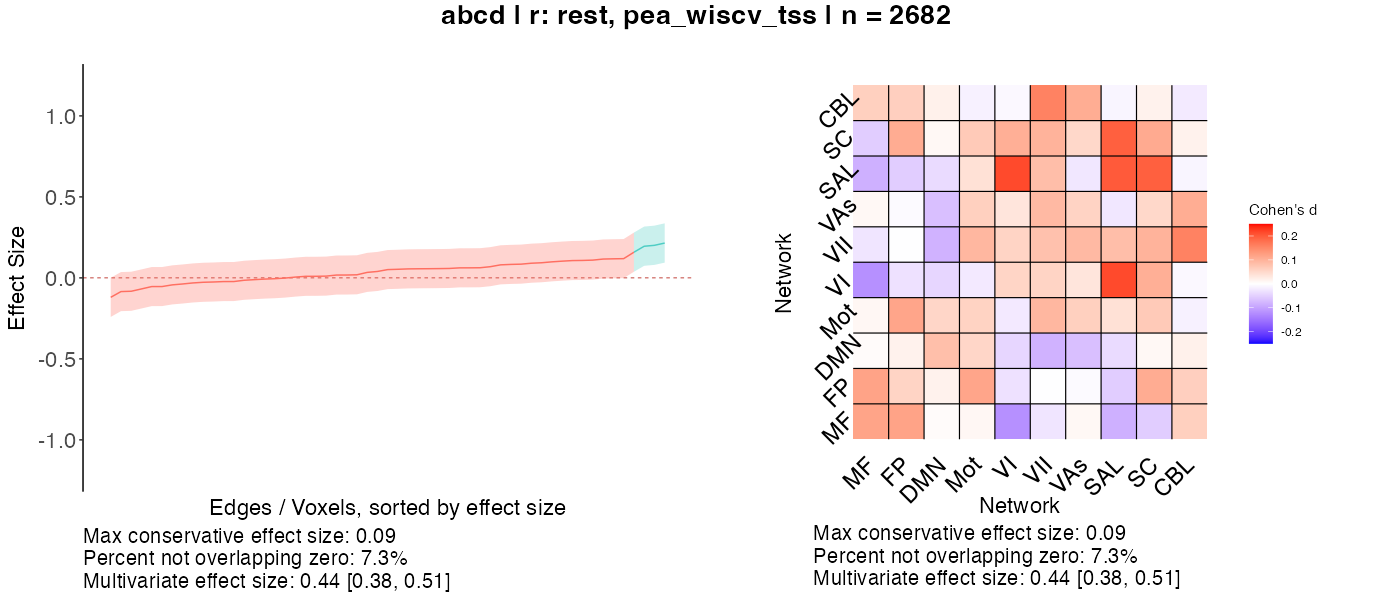 abcd | r: rest, pea_wiscv_tss | n = 2682
Effect Size
1.0
0.5
0.0
-0.5
-1.0
Edges / Voxels, sorted by effect size
Max conservative effect size: 0.09
Percent not overlapping zero: 7.3%
Multivariate effect size: 0.44 [0.38, 0.51]
Network
CBL
SC
SAL
VAs
VII
VI
Mot
DMN
FP
MF
MF
FP
DMN
Mot
VI
VII
VAs
SAL
SC
CBL
Network
Cohen's d
0.2
0.1
0.0
-0.1
-0.2
Max conservative effect size: 0.09
Percent not overlapping zero: 7.3%
Multivariate effect size: 0.44 [0.38, 0.51]